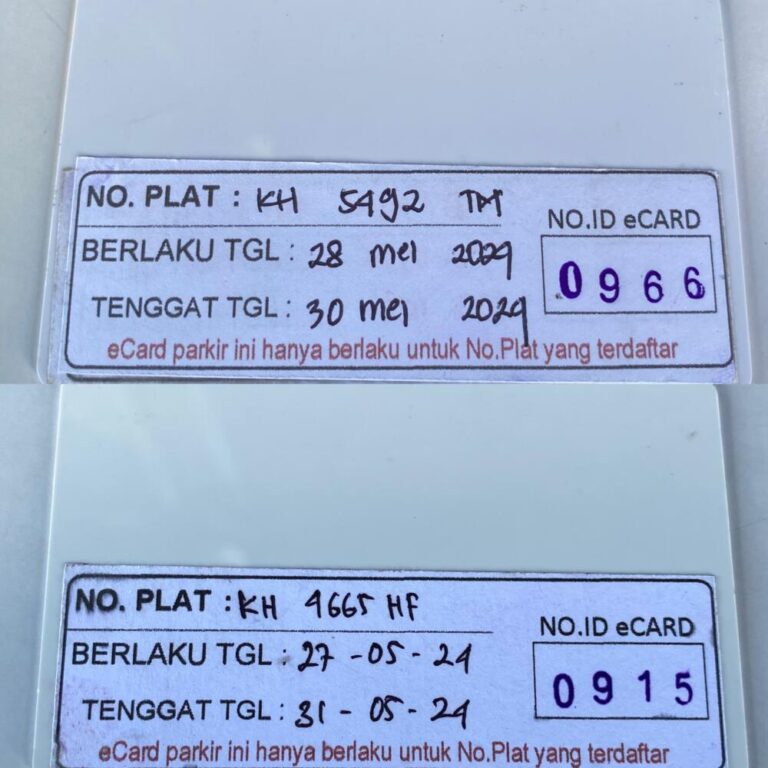 NO. PLAT : KH 5492 TM
NO.ID eCARD
BERLAKU TGL : 28 mei 2024
0966
TENGGAT TGL : 30 mei 2024
eCard parkir ini hanya berlaku untuk No.Plat yang terdaftar
NO. PLAT : KH 4665 HF
NO.ID eCARD
BERLAKU TGL : 27 - 05 - 24
0915
TENGGAT TGL : 31 - 05 - 24
eCard parkir ini hanya berlaku untuk No.Plat yang terdaftar